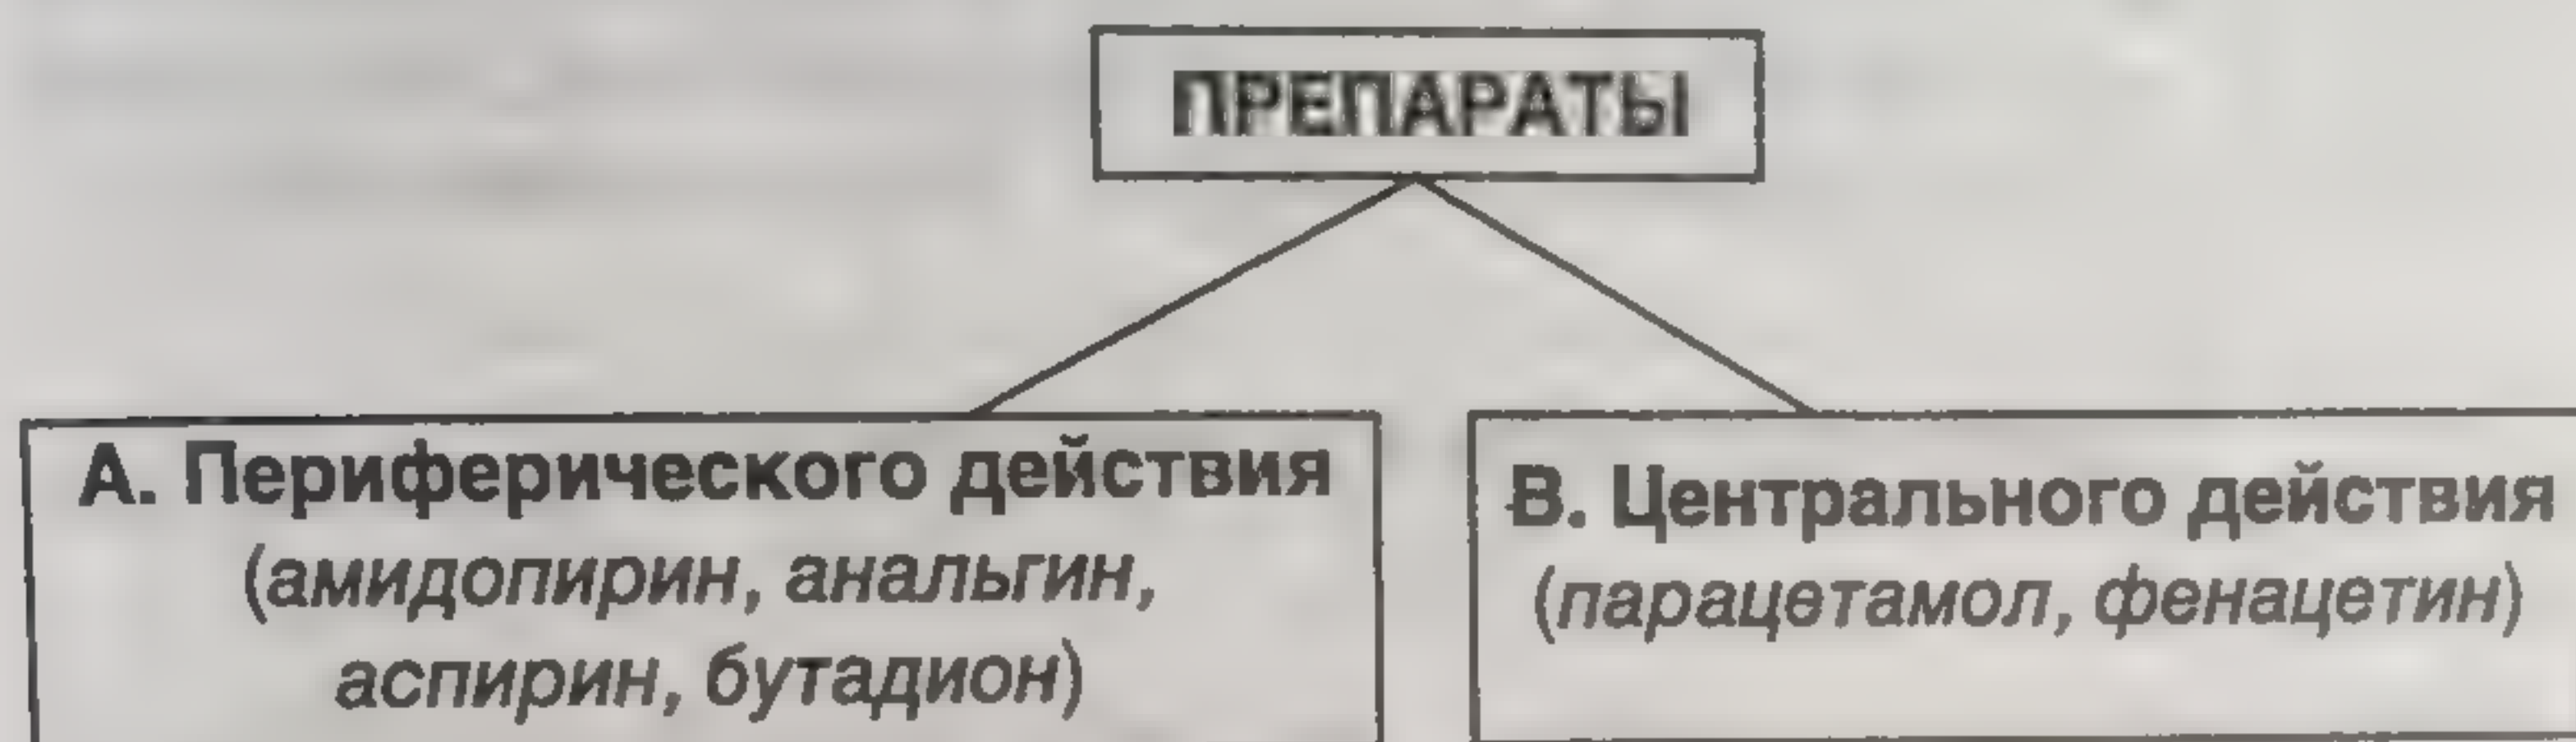 ПРЕПАРАТЫ
А. Периферического действия
(амидопирин, анальгин,
аспирин, бутадион)
В. Центрального действия
(парацетамол, фенацетин)